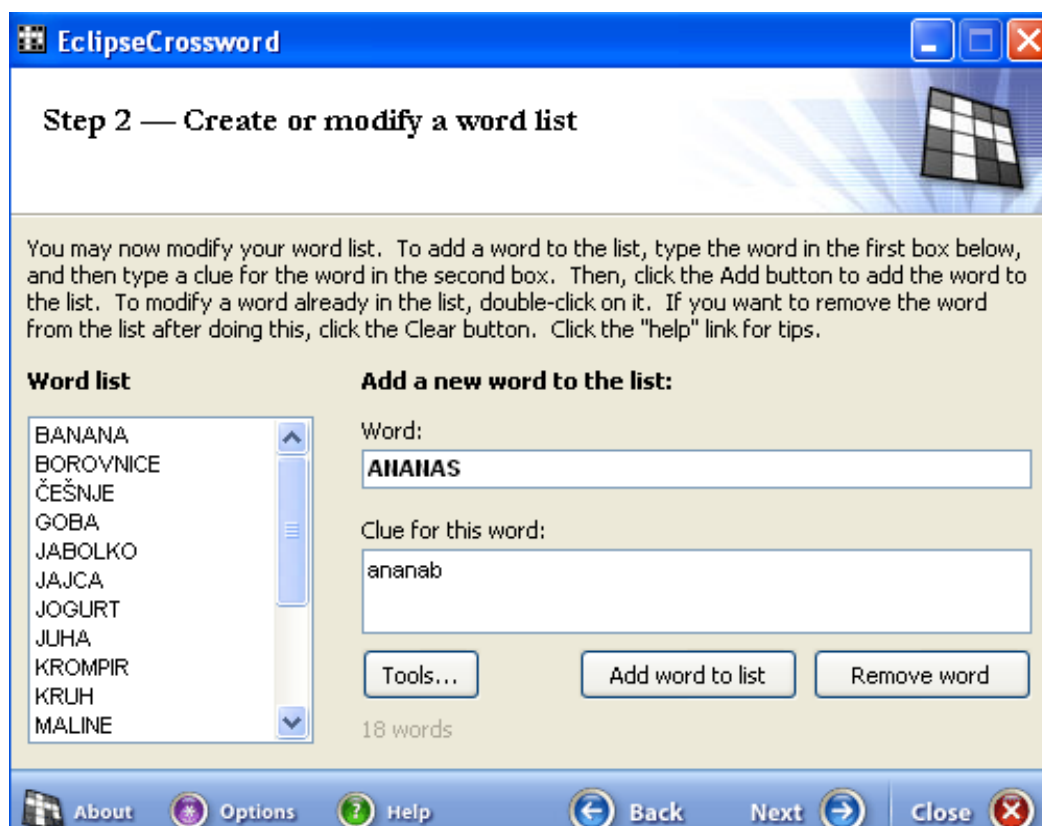 EclipseCrossword
Step 2 — Create or modify a word list
You may now modify your word list. To add a word to the list, type the word in the first box below,
and then type a clue for the word in the second box. Then, click the Add button to add the word to
the list. To modify a word already in the list, double-click on it. If you want to remove the word
from the list after doing this, click the Clear button. Click the "help" link for tips.
Word list
BANANA
BOROVNICE
ČEŠNJE
GOBA
JABOLKO
JAJCA
JOGURT
JUHA
KROMPIR
KRUH
MALINE
Add a new word to the list:
Word:
ANANAS
Clue for this word:
ananab
Tools...
Add word to list
Remove word
18 words
About
Options
Help
Back
Next
Close